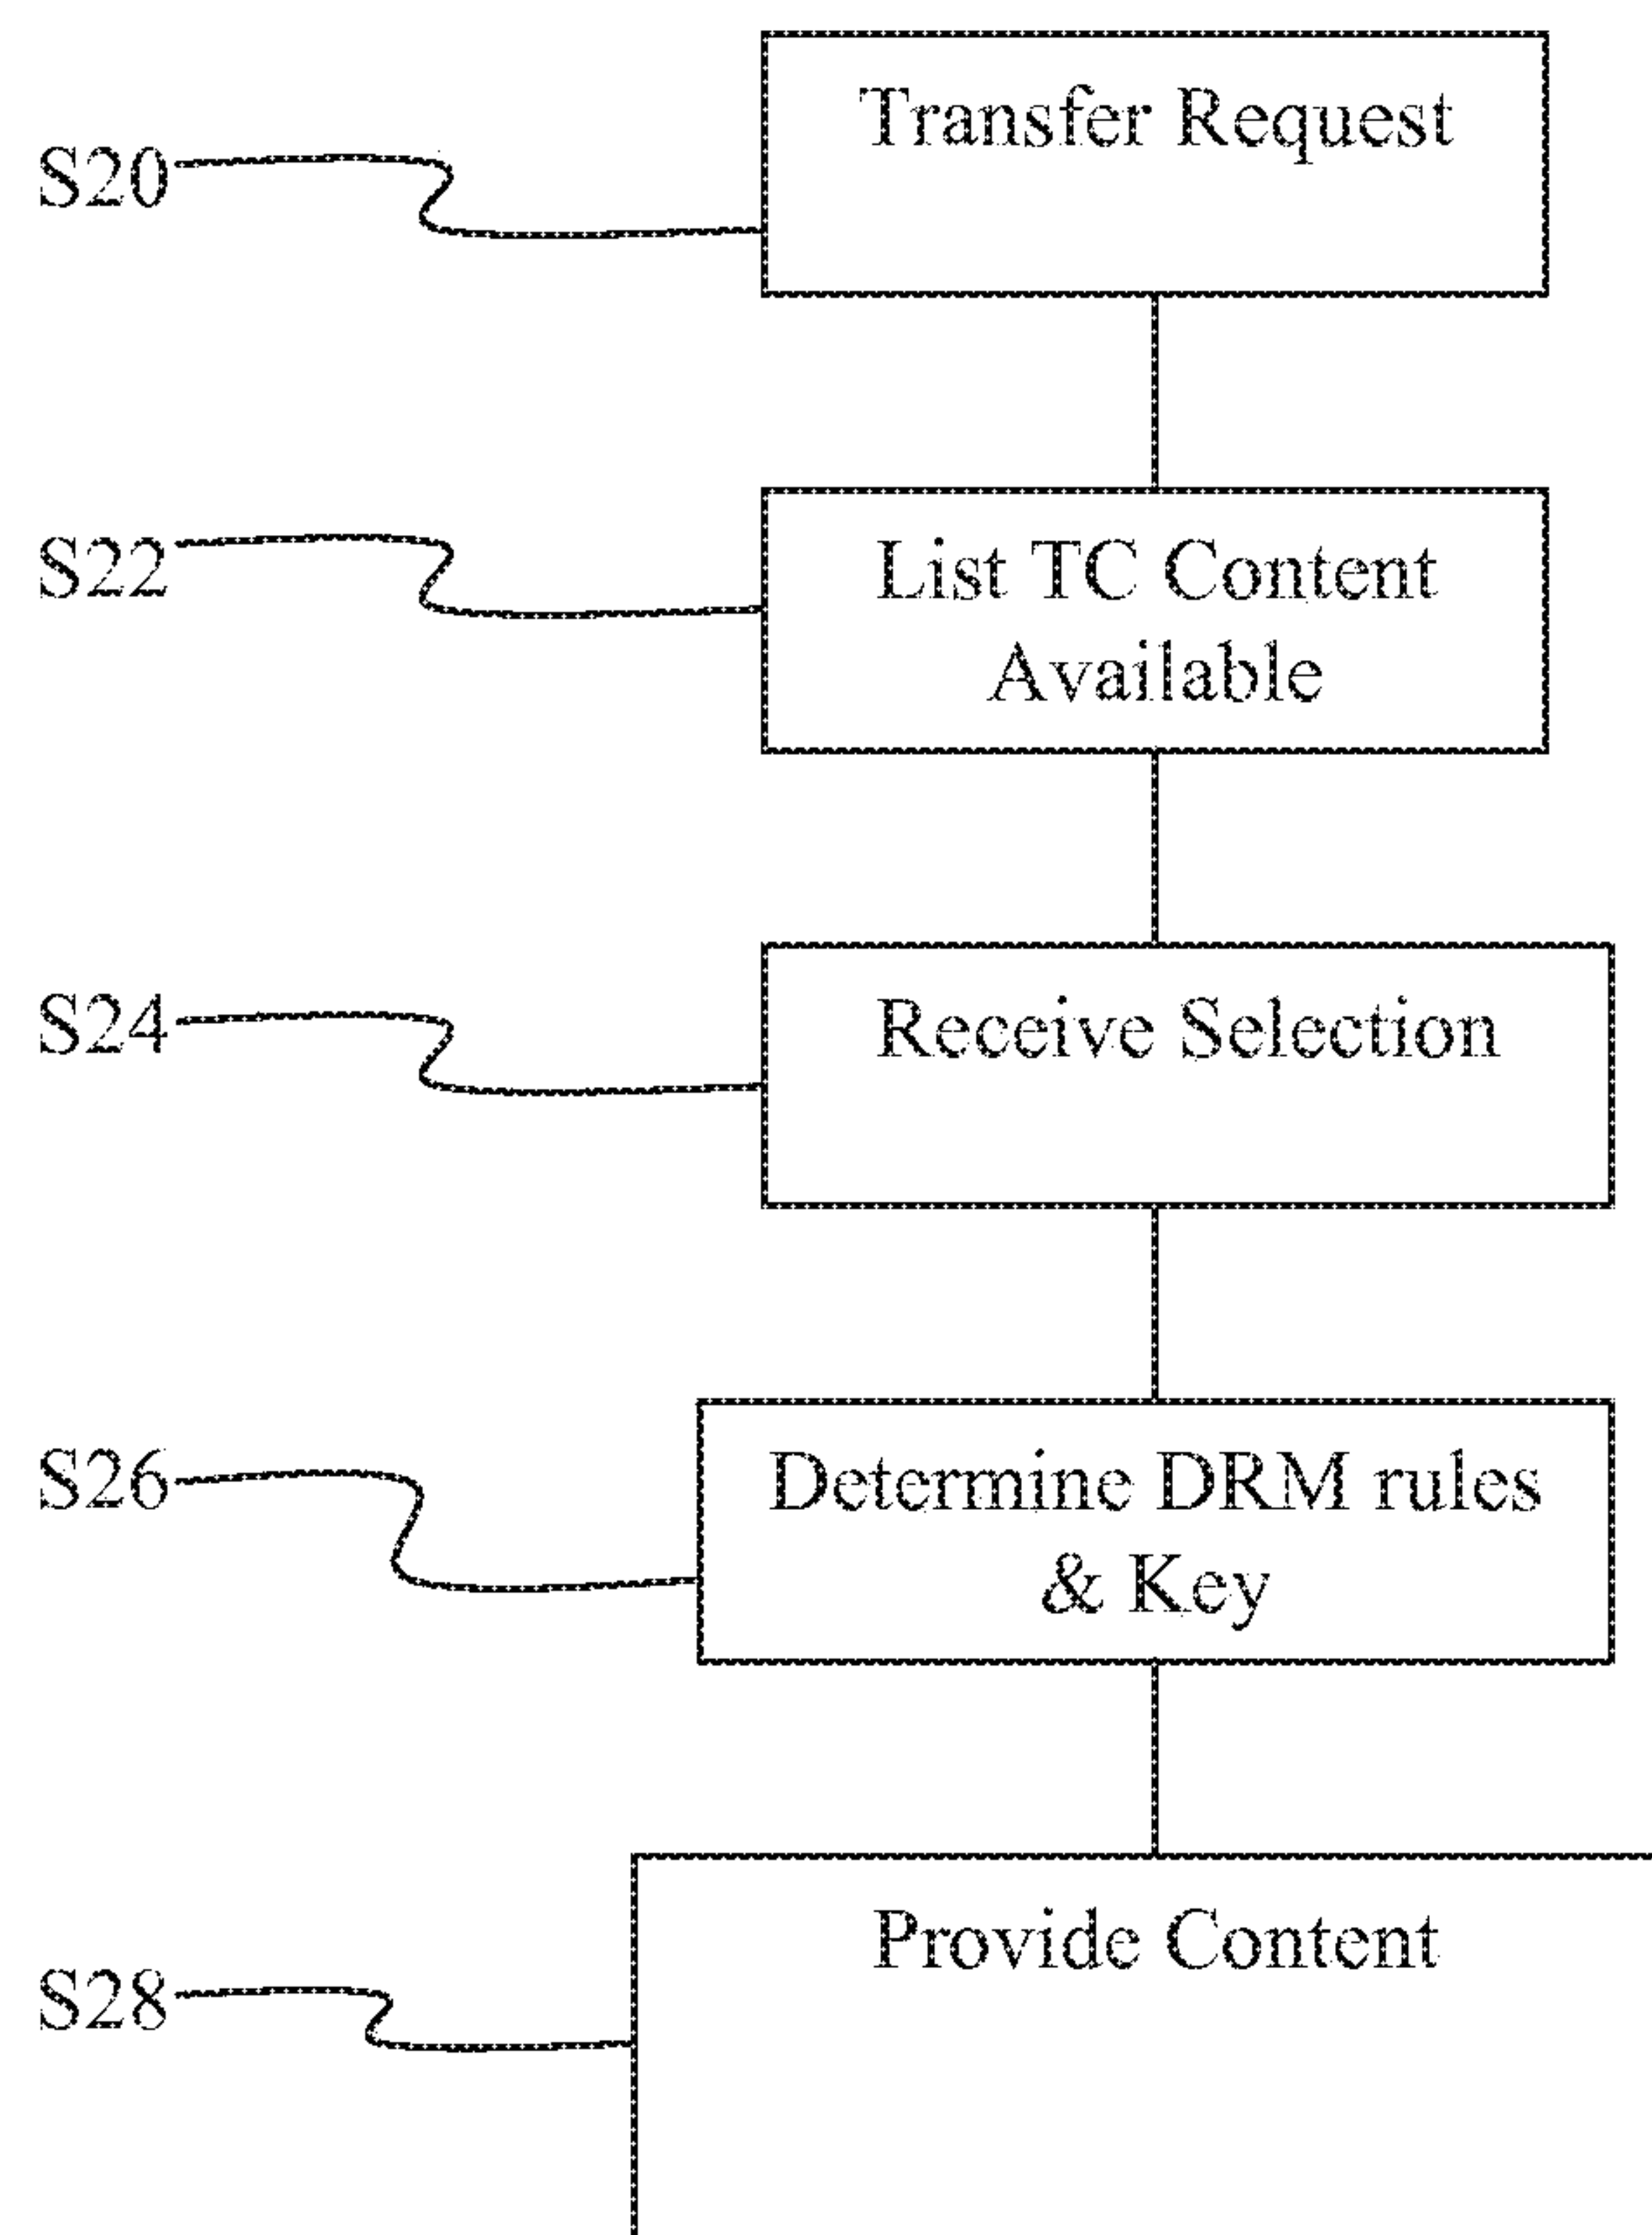 Transfer Request
S20
List TC Content
Available
S22
Receive Selection
S24
Determine DRM rules
& Key
S26
Provide Content
S28